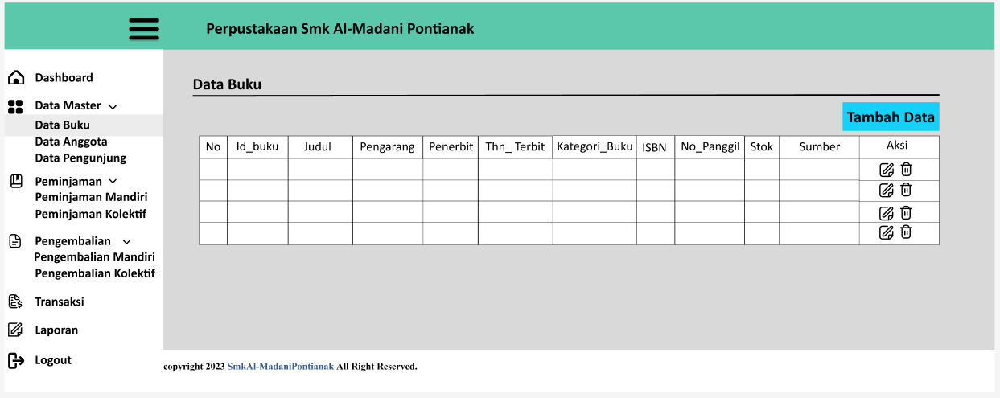 Perpustakaan Smk Al-Madani Pontianak
Dashboard
Data Master
Data Buku
Data Anggota
Data Pengunjung
Peminjaman
Peminjaman Mandiri
Peminjaman Kolektif
Pengembalian
Pengembalian Mandiri
Pengembalian Kolektif
Transaksi
Laporan
Logout
Data Buku
Tambah Data
No Id_buku Judul Pengarang Penerbit Thn_ Terbit Kategori_Buku ISBN No_Panggil Stok Sumber Aksi
copyright 2023 SmkAl-MadaniPontianak All Right Reserved.